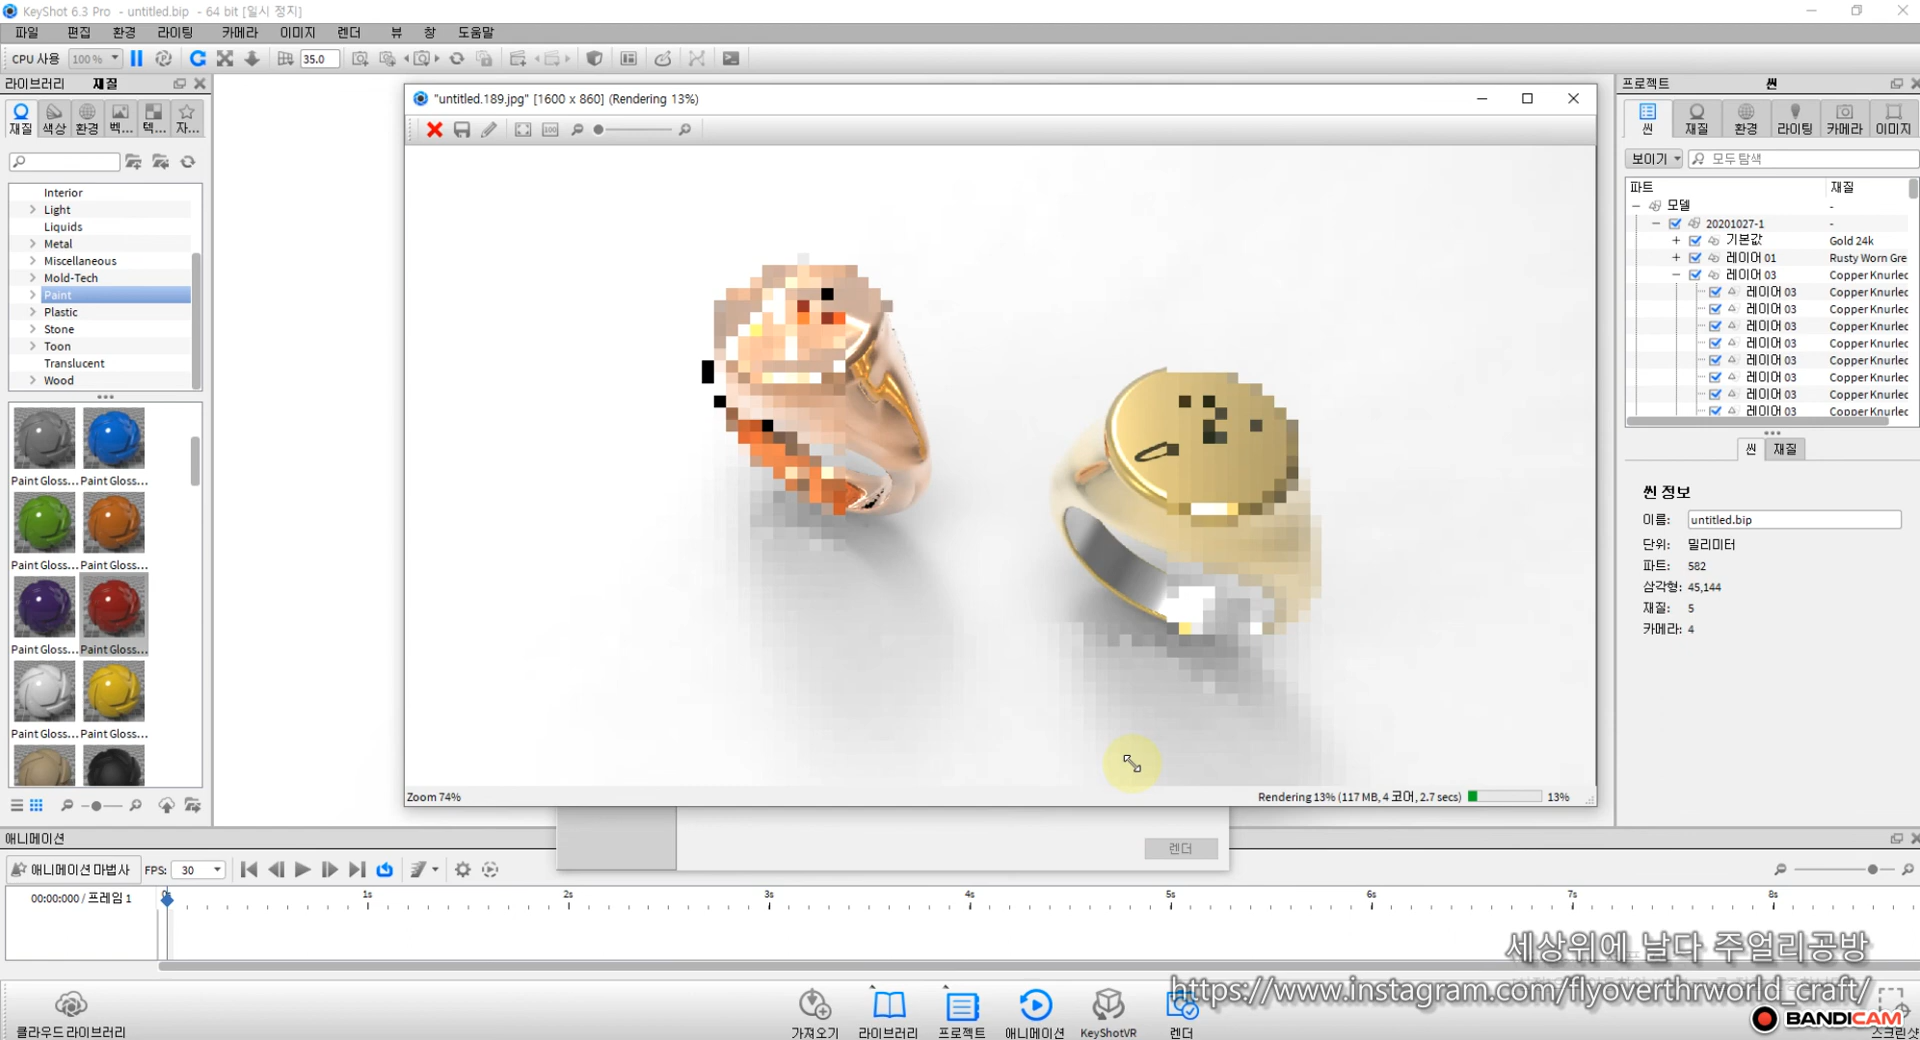 KeyShot 6.3 Pro - untitled.bip - 64 bit [일시 정지]
파일 편집 환경 라이팅 카메라 이미지 렌더 뷰 창 도움말
CPU 사용 100 % 35.0
라이브러리 재질
재질 색상 환경 백... 텍... 자...
Interior
Light
Liquids
Metal
Miscellaneous
Mold-Tech
Paint
Plastic
Stone
Toon
Translucent
Wood
Paint Gloss... Paint Gloss...
Paint Gloss... Paint Gloss...
Paint Gloss... Paint Gloss...
Paint Gloss... Paint Gloss...
"untitled.189.jpg" [1600 x 860] (Rendering 13%)
100
Zoom 74%
Rendering 13% (117 MB, 4 코어, 2.7 secs) 13%
렌더
프로젝트 씬
씬 재질 환경 라이팅 카메라 이미지
보이기 모두 탐색
파트 재질
모델 -
20201027-1 -
기본값 Gold 24k
레이어 01 Rusty Worn Gre
레이어 03 Copper Knurlec
레이어 03 Copper Knurlec
레이어 03 Copper Knurlec
레이어 03 Copper Knurlec
레이어 03 Copper Knurlec
레이어 03 Copper Knurlec
레이어 03 Copper Knurlec
레이어 03 Copper Knurlec
레이어 03 Copper Knurlec
씬 재질
씬 정보
이름: untitled.bip
단위: 밀리미터
파트: 582
삼각형: 45,144
재질: 5
카메라: 4
애니메이션
애니메이션 마법사 FPS: 30
00:00:000 / 프레임 1 0s 1s 2s 3s 4s 5s 6s 7s 8s
세상위에 날다 주얼리공방
https://www.instagram.com/flyoverthrworld_craft/
클라우드 라이브러리 가져오기 라이브러리 프로젝트 애니메이션 KeyShotVR 렌더 스크린샷
BANDICAM